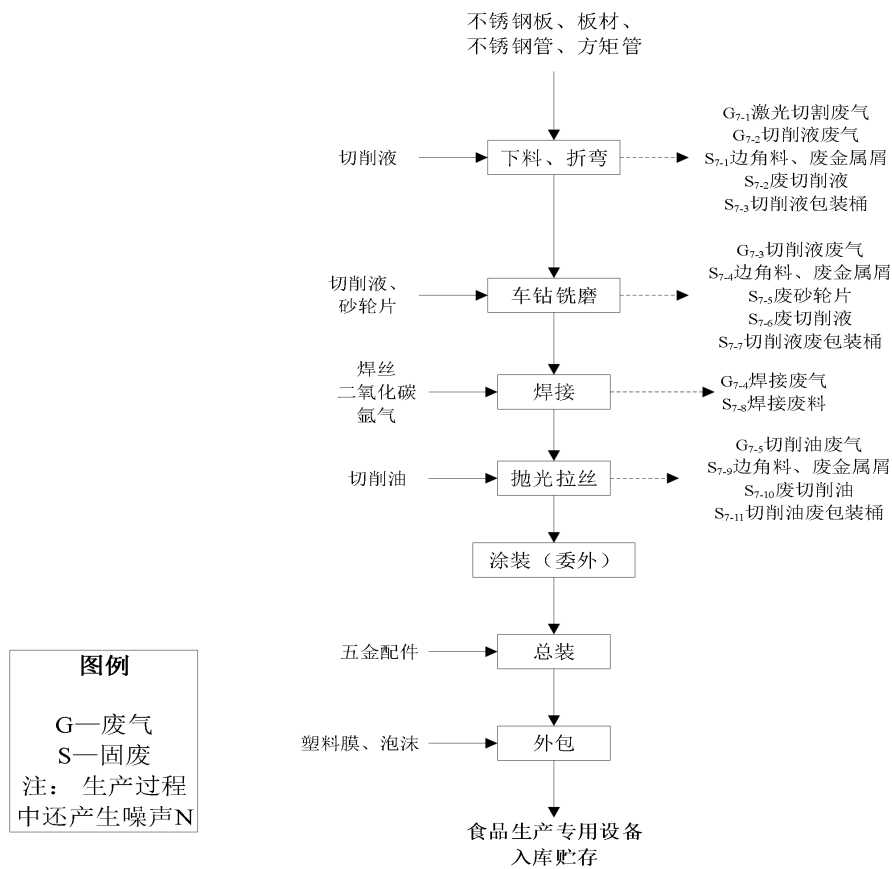 不锈钢板、板材、
不锈钢管、方矩管
G7-1激光切割废气
G7-2切削液废气
切削液
下料、折弯
S7-1边角料、废金属屑
S7-2废切削液
S7-3切削液包装桶
G7-3切削液废气
S7-4边角料、废金属屑
切削液、
砂轮片
车钻铣磨
S7-5废砂轮片
S7-6废切削液
S7-7切削液废包装桶
焊丝
二氧化碳
氩气
焊接
G7-4焊接废气
S7-8焊接废料
G7-5切削油废气
S7-9边角料、废金属屑
切削油
抛光拉丝
S7-10废切削油
S7-11切削油废包装桶
涂装（委外）
五金配件
总装
塑料膜、泡沫
外包
食品生产专用设备
入库贮存
图例
G—废气
S—固废
注： 生产过程
中还产生噪声N